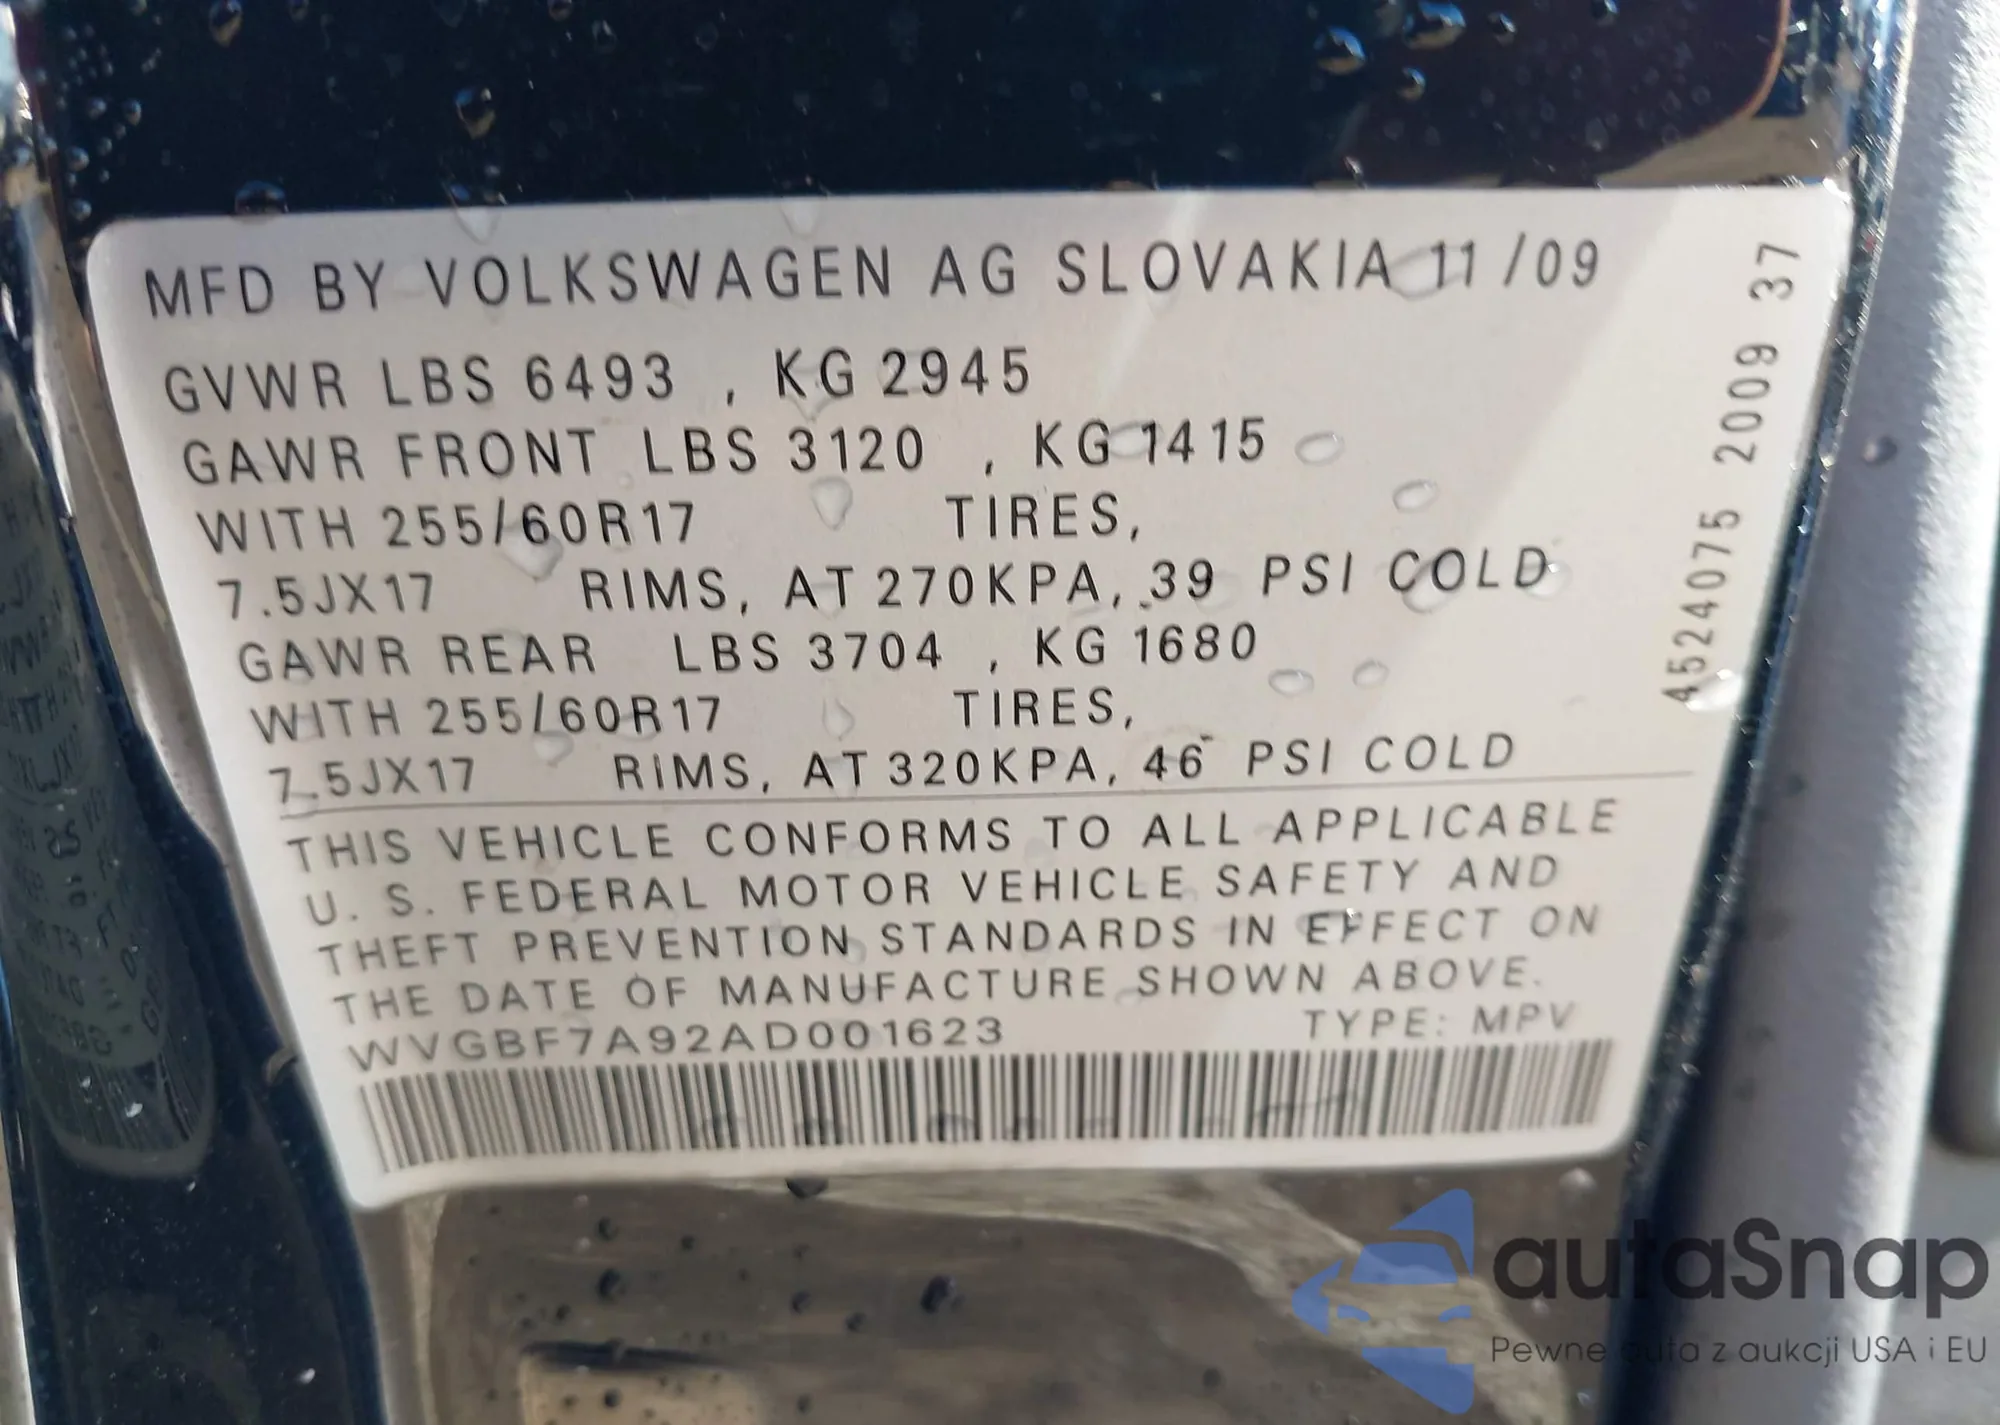 MFD BY VOLKSWAGEN AG SLOVAKIA 11/09
GVWR LBS 6493 , KG 2945
GAWR FRONT LBS 3120 , KG 1415
WITH 255/60R17 TIRES,
7.5JX17 RIMS, AT 270KPA, 39 PSI COLD
GAWR REAR LBS 3704 , KG 1680
WITH 255/60R17 TIRES,
7.5JX17 RIMS, AT 320KPA, 46 PSI COLD
THIS VEHICLE CONFORMS TO ALL APPLICABLE
U. S. FEDERAL MOTOR VEHICLE SAFETY AND
THEFT PREVENTION STANDARDS IN EFFECT ON
THE DATE OF MANUFACTURE SHOWN ABOVE.
WVGBF7A92AD001623 TYPE: MPV
4524075 2009 37
autaSnap
Pewne auta z aukcji USA i EU